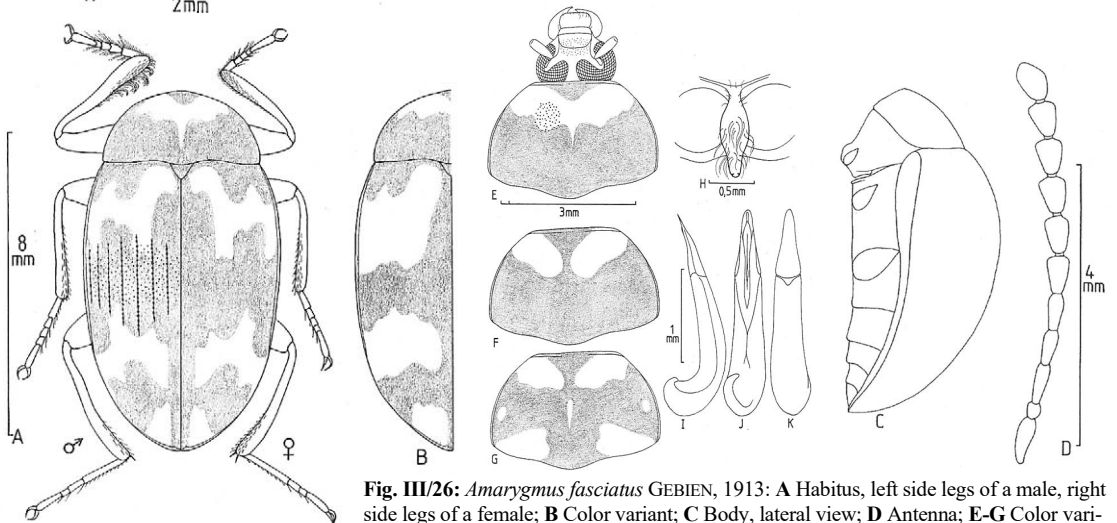 2mm
8
mm
A
♂
♀
B
E
3mm
F
G
H
0,5mm
1
mm
I
J
K
C
4
mm
D
Fig. III/26: Amarygmus fasciatus GEBIEN, 1913: A Habitus, left side legs of a male, right
side legs of a female; B Color variant; C Body, lateral view; D Antenna; E-G Color vari-